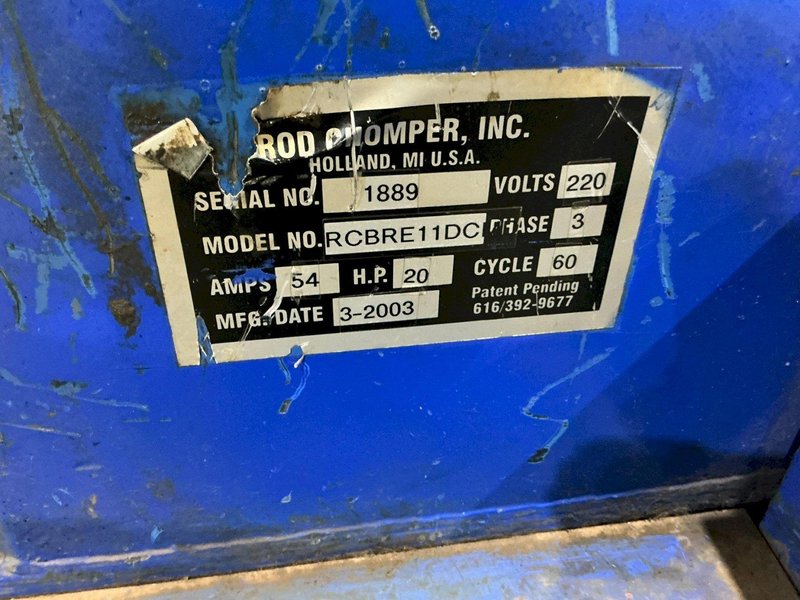 ROD CHOMPER, INC.
HOLLAND, MI U.S.A.
SERIAL NO. 1889 VOLTS 220
MODEL NO. RCBRE11DC PHASE 3
AMPS 54 H.P. 20 CYCLE 60
MFG. DATE 3-2003 Patent Pending
616/392-9677